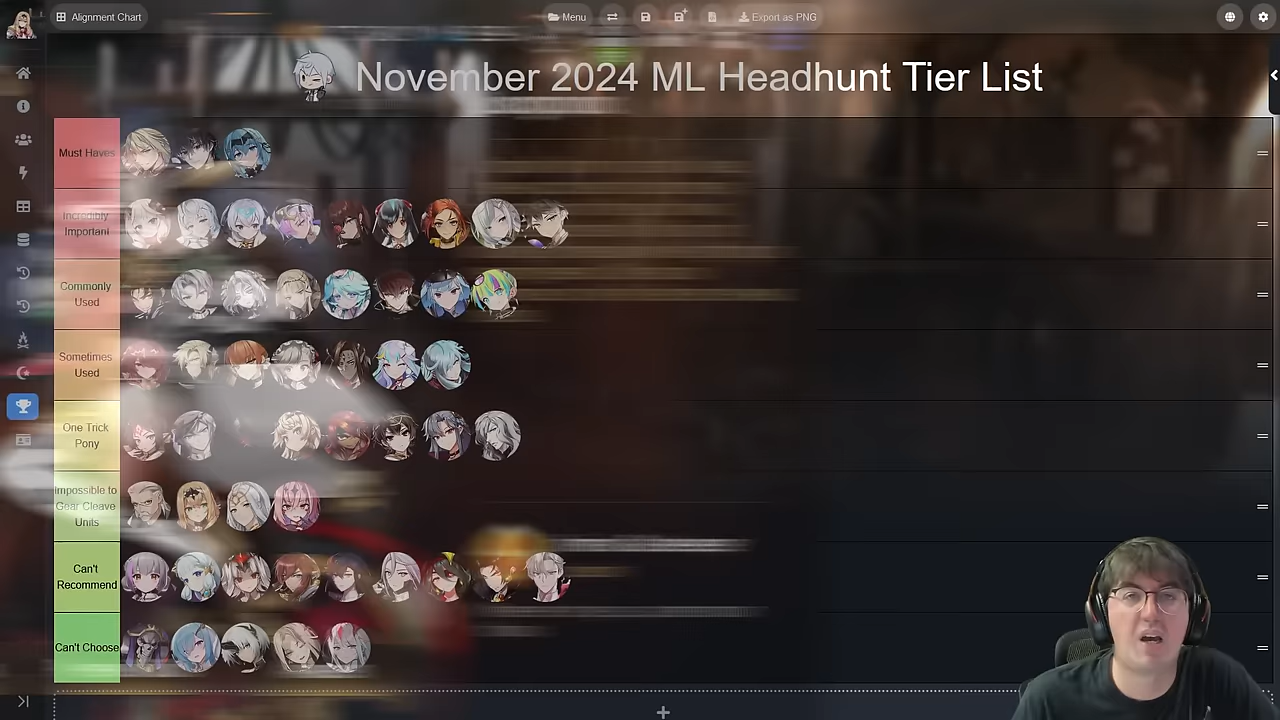 Alignment Chart
Menu
Export as PNG
November 2024 ML Headhunt Tier List
Must Haves
Incredibly
Important
Commonly
Used
Sometimes
Used
One Trick
Pony
Impossible to
Gear Cleave
Units
Can't
Recommend
Can't Choose